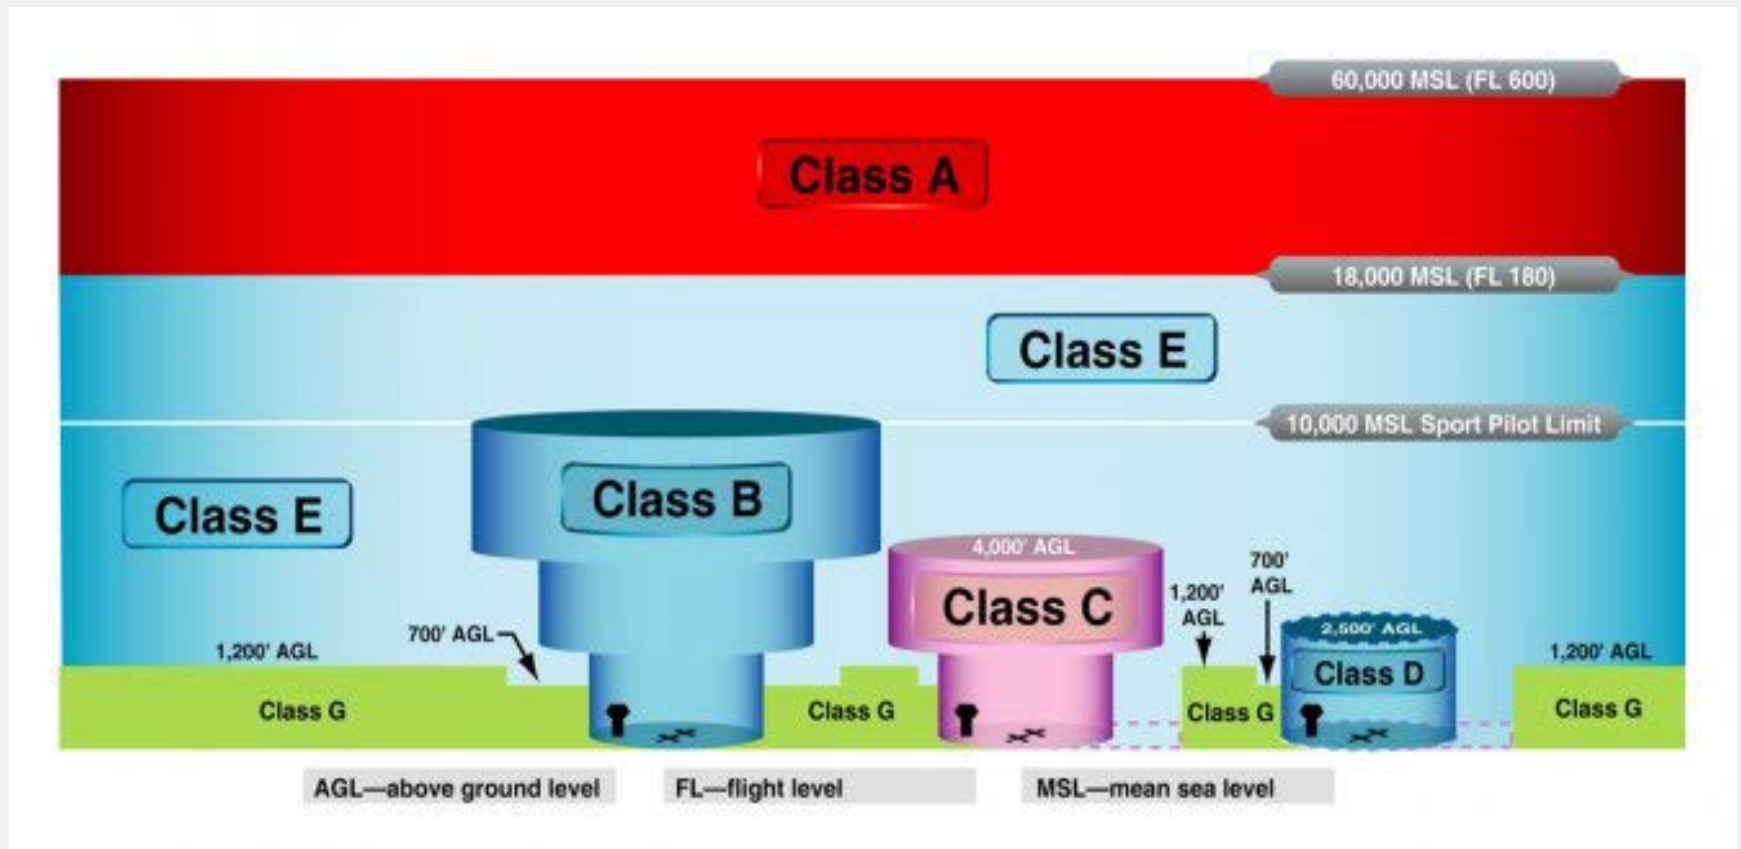 60,000 MSL (FL 600)
Class A
18,000 MSL (FL 180)
Class E
10,000 MSL Sport Pilot Limit
Class B
Class E
4,000' AGL
700'
AGL
Class C
1,200'
AGL
2,500' AGL
700' AGL
1,200' AGL
1,200' AGL
Class D
Class G
Class G
Class G
Class G
AGL—above ground level
FL—flight level
MSL—mean sea level